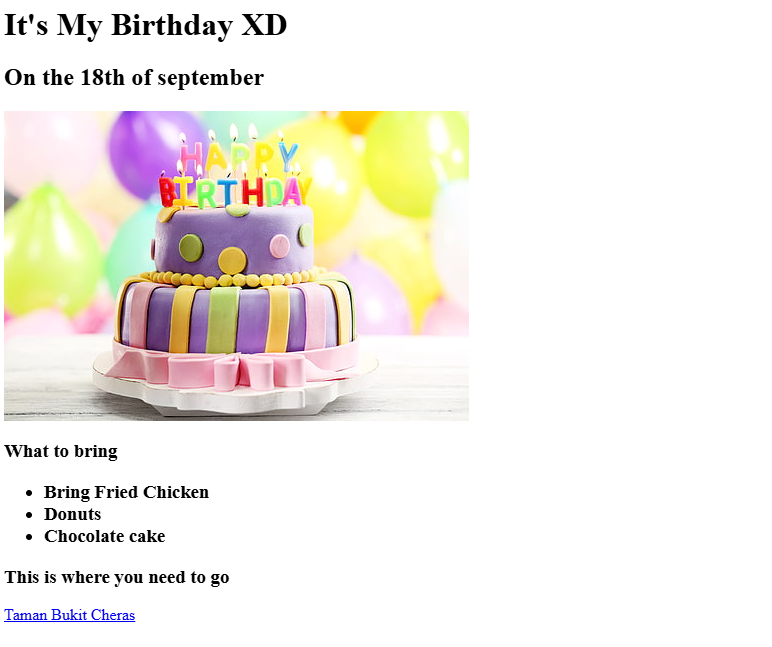 It's My Birthday XD
On the 18th of september
HAPPY
BIRTHDAY
What to bring
Bring Fried Chicken
Donuts
Chocolate cake
This is where you need to go
Taman Bukit Cheras